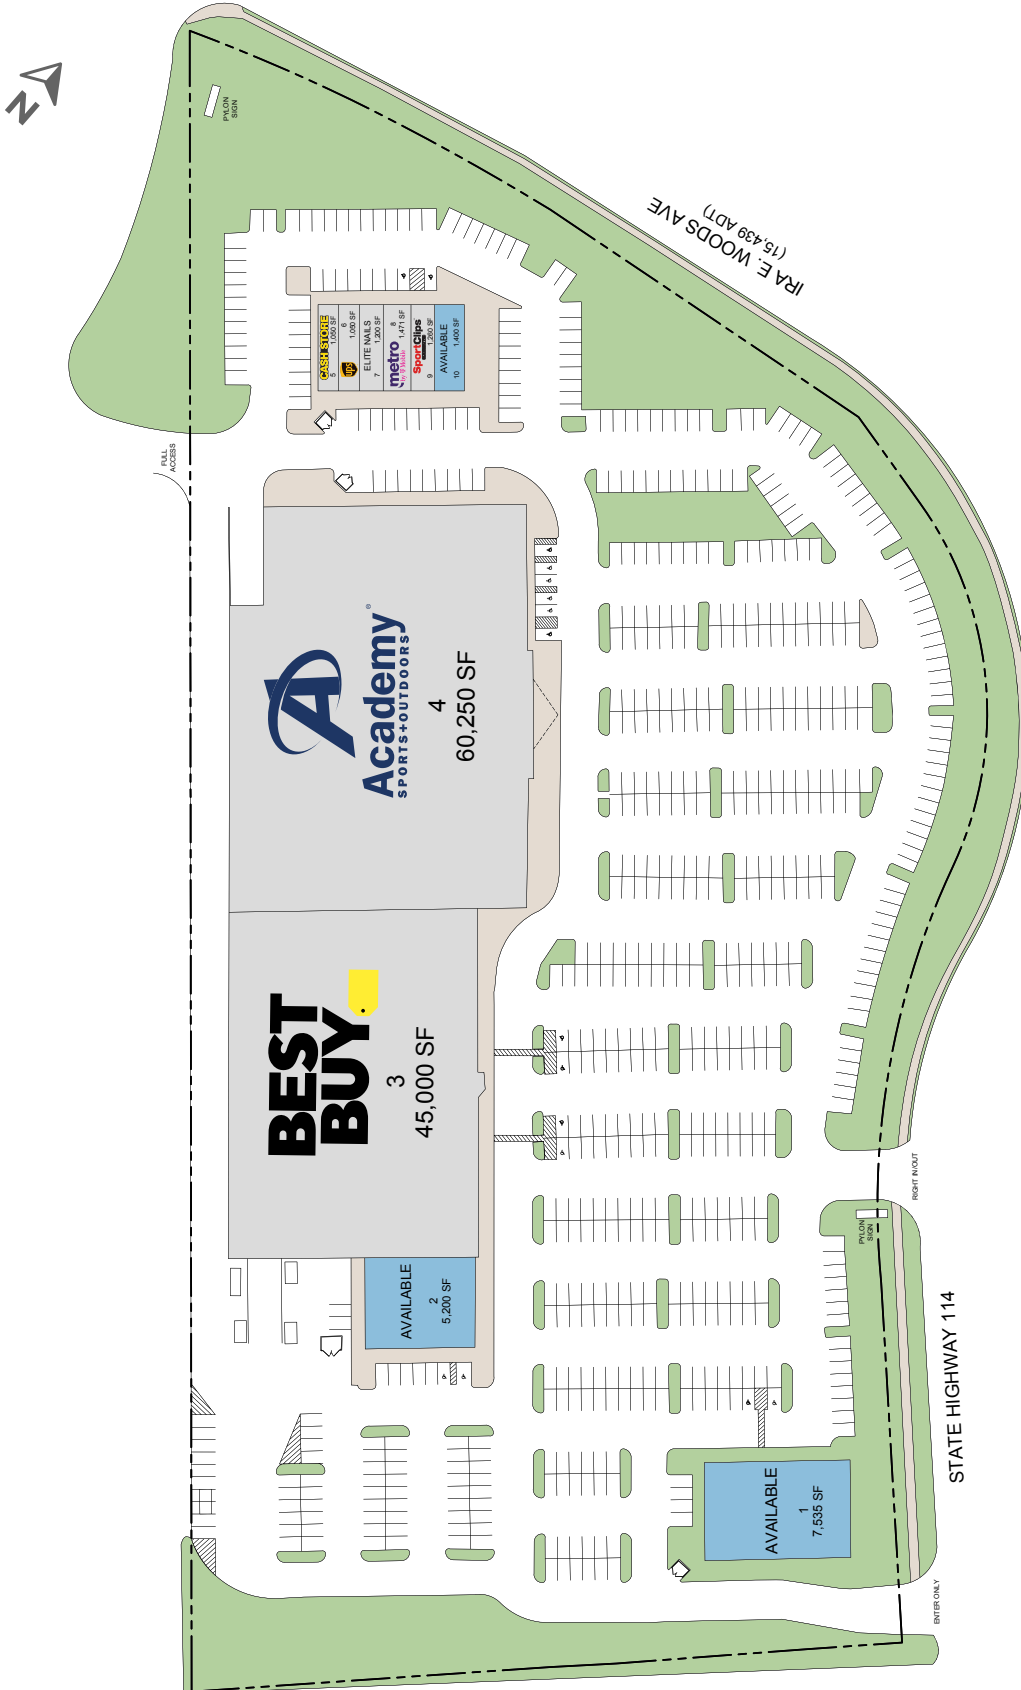 N
PYLON
SIGN
IRA E. WOODS AVE
(15,439 ADT)
CASH STORE
5 1,050 SF
ups
6
1,050 SF
ELITE NAILS
7 1,200 SF
metro
by T-Mobile
8
1,471 SF
SportClips
9 1,260 SF
AVAILABLE
10 1,400 SF
FULL
ACCESS
A
Academy®
SPORTS+OUTDOORS
4
60,250 SF
BEST
BUY
3
45,000 SF
RIGHT IN/OUT
PYLON
SIGN
AVAILABLE
2
5,200 SF
STATE HIGHWAY 114
AVAILABLE
1
7,535 SF
ENTER ONLY